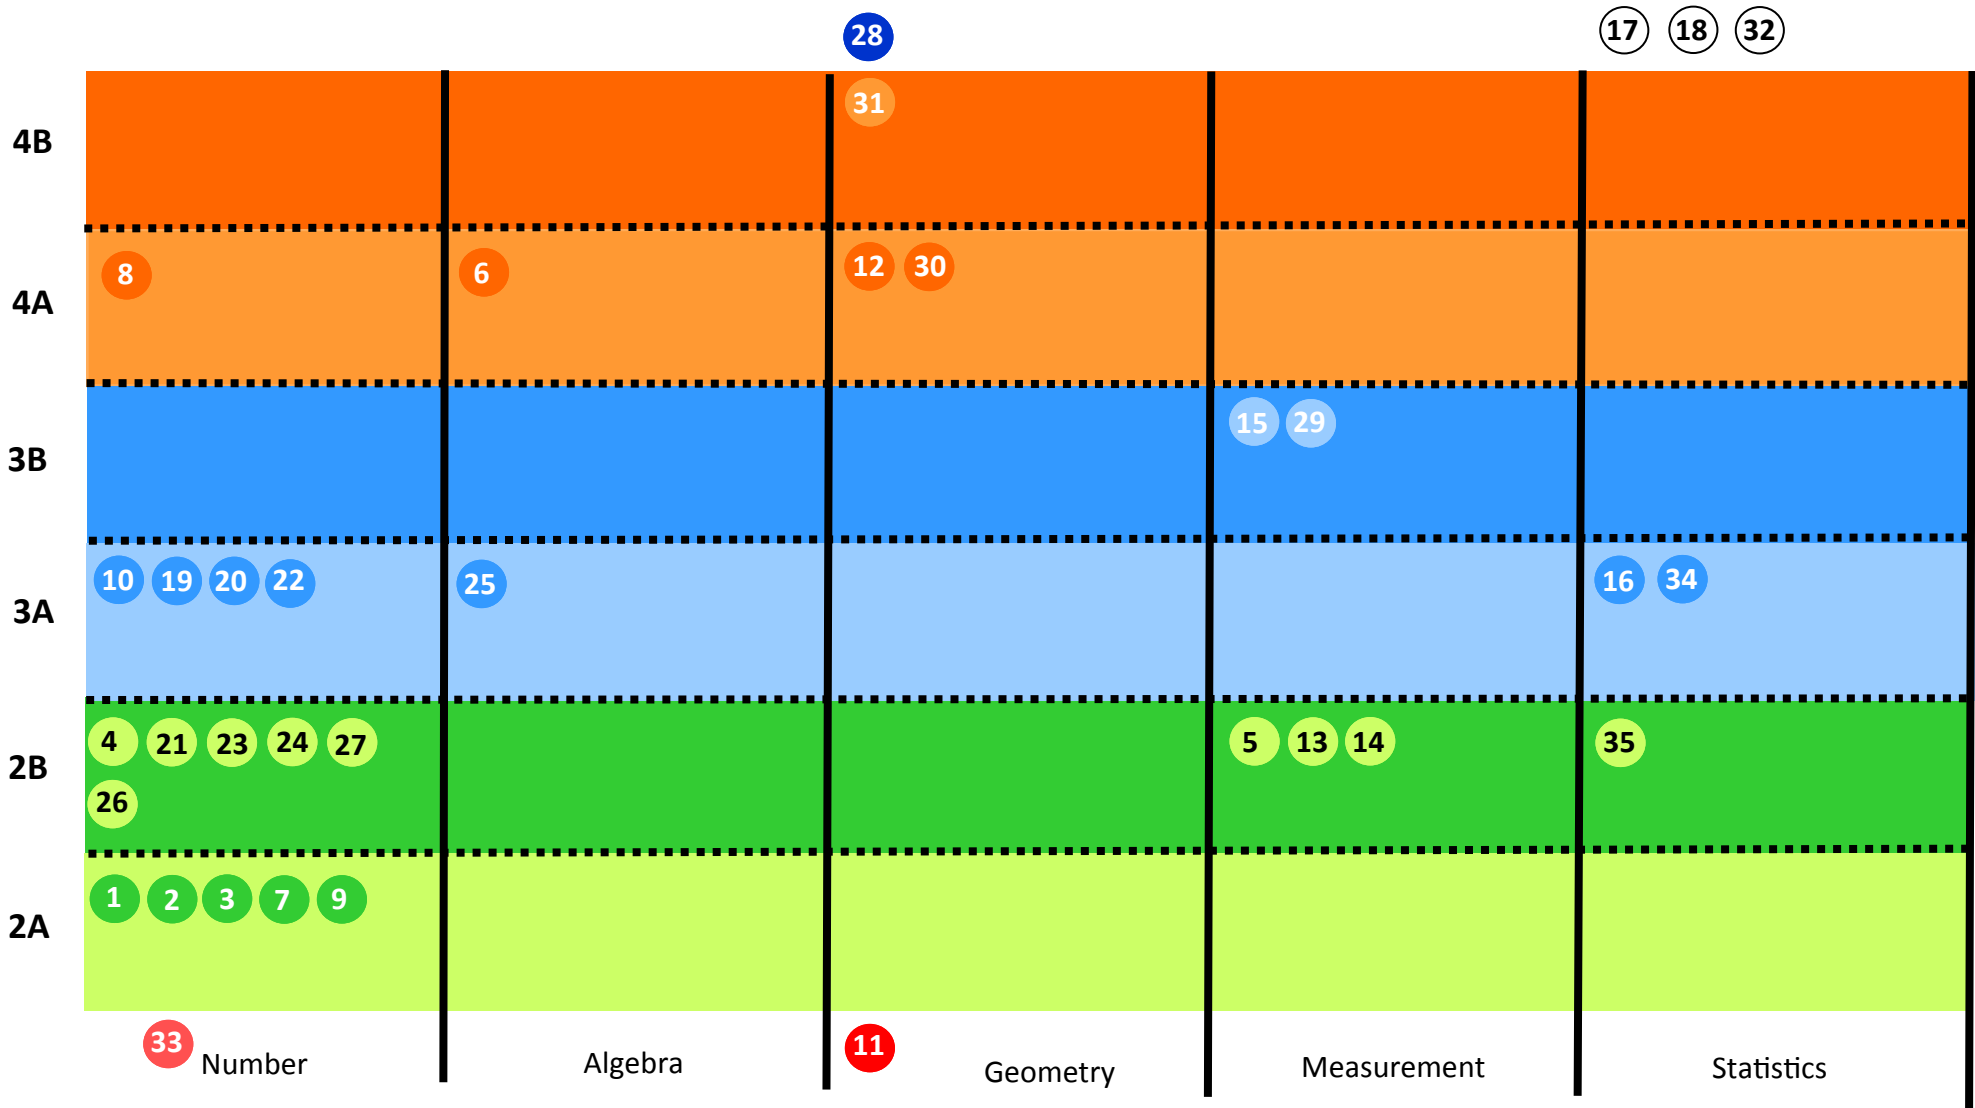 28 17 18 32
4B 31
4A 8 6 12 30
3B 15 29
3A 10 19 20 22 25 16 34
2B 4 21 23 24 27 5 13 14 35
26
2A 1 2 3 7 9
33 Number Algebra 11 Geometry Measurement Statistics